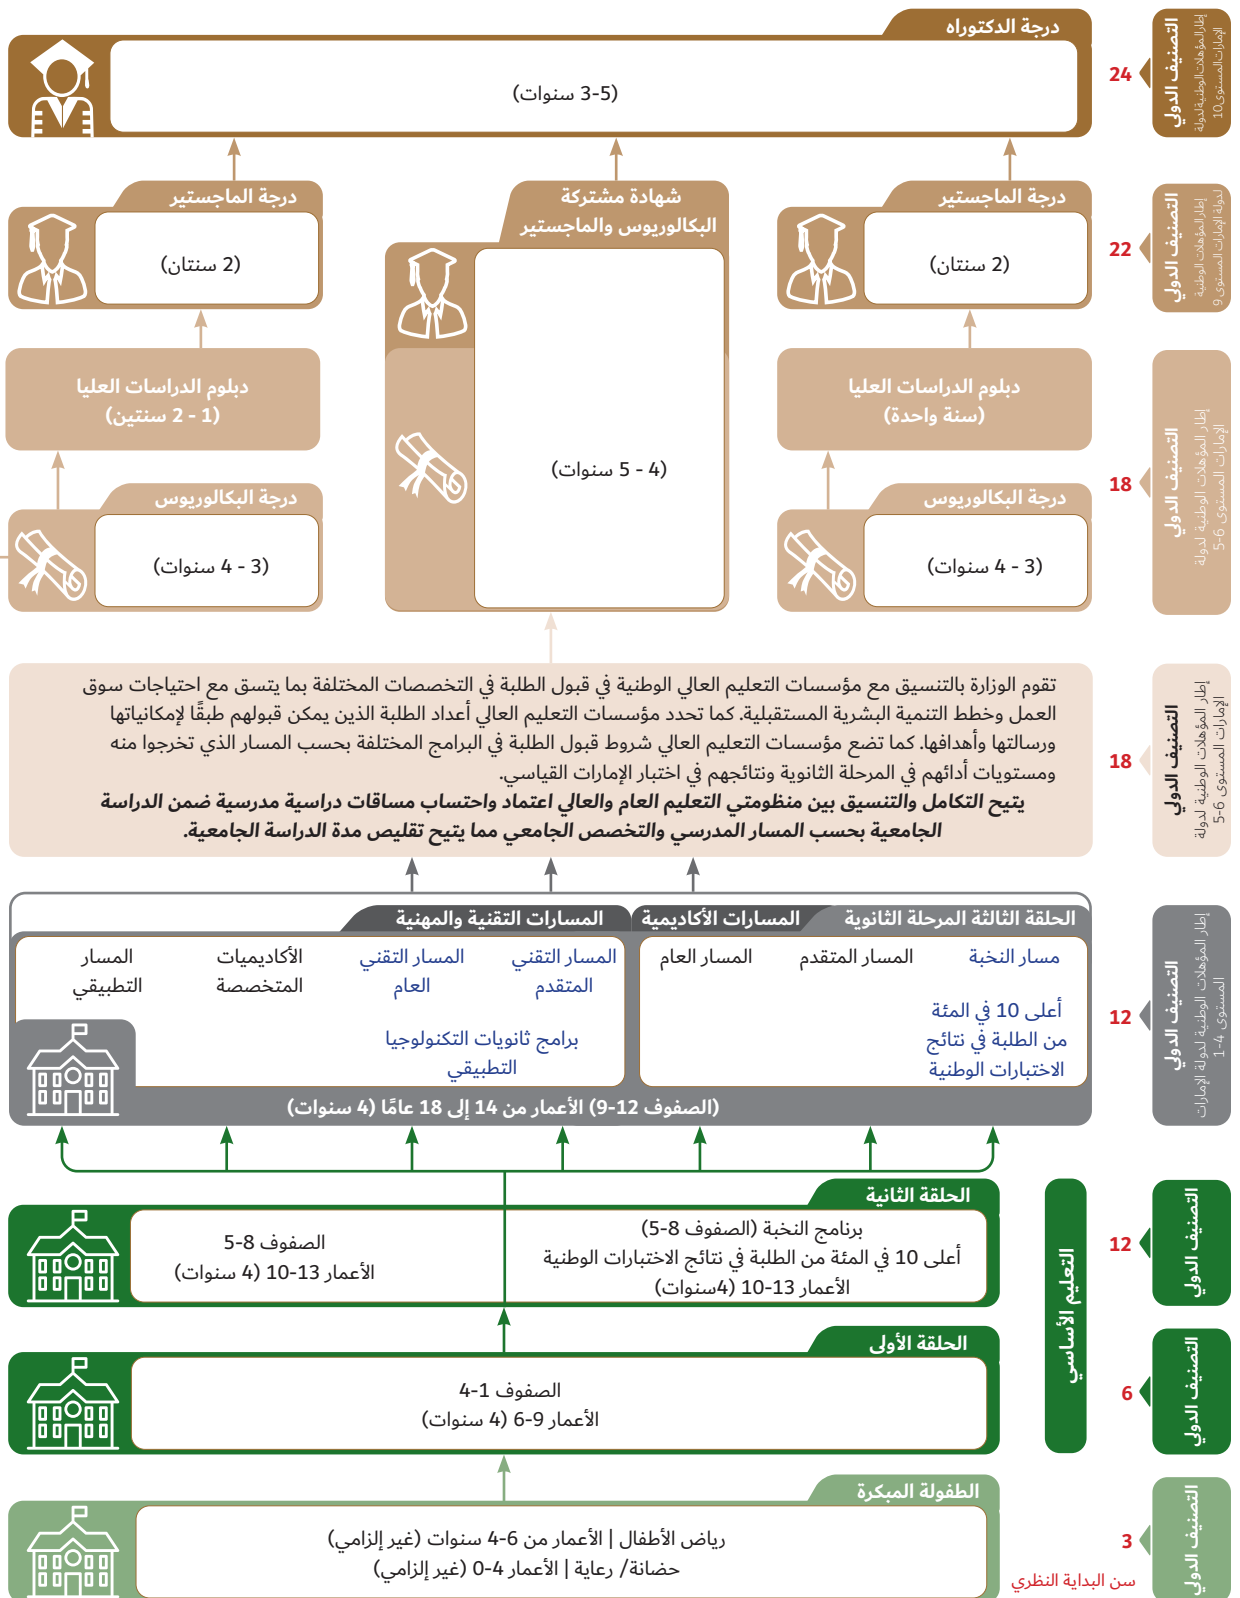 درجة الدكتوراه
(3-5 سنوات)
24
التصنيف الدولي
إطار المؤهلات الوطنية لدولة
الإمارات المستوى 10
درجة الماجستير
(2 سنتان)
شهادة مشتركة
البكالوريوس والماجستير
(4 - 5 سنوات)
درجة الماجستير
(2 سنتان)
22
التصنيف الدولي
إطار المؤهلات الوطنية
لدولة الإمارات المستوى 9
دبلوم الدراسات العليا
(سنة واحدة)
دبلوم الدراسات العليا
(1 - 2 سنتين)
درجة البكالوريوس
(3 - 4 سنوات)
درجة البكالوريوس
(3 - 4 سنوات)
18
التصنيف الدولي
إطار المؤهلات الوطنية لدولة
الإمارات المستوى 6-5
تقوم الوزارة بالتنسيق مع مؤسسات التعليم العالي الوطنية في قبول الطلبة في التخصصات المختلفة بما يتسق مع احتياجات سوق
العمل وخطط التنمية البشرية المستقبلية. كما تحدد مؤسسات التعليم العالي أعداد الطلبة الذين يمكن قبولهم طبقًا لإمكانياتها
ورسالتها وأهدافها. كما تضع مؤسسات التعليم العالي شروط قبول الطلبة في البرامج المختلفة بحسب المسار الذي تخرجوا منه
ومستويات أدائهم في المرحلة الثانوية ونتائجهم في اختبار الإمارات القياسي.
يتيح التكامل والتنسيق بين منظومتي التعليم العام والعالي اعتماد واحتساب مساقات دراسية مدرسية ضمن الدراسة
الجامعية بحسب المسار المدرسي والتخصص الجامعي مما يتيح تقليص مدة الدراسة الجامعية.
18
التصنيف الدولي
إطار المؤهلات الوطنية لدولة
الإمارات المستوى 6-5
الحلقة الثالثة المرحلة الثانوية
المسارات الأكاديمية
المسارات التقنية والمهنية
مسار النخبة
أعلى 10 في المئة
من الطلبة في نتائج
الاختبارات الوطنية
المسار المتقدم
المسار العام
المسار التقني
المتقدم
المسار التقني
العام
برامج ثانويات التكنولوجيا
التطبيقي
الأكاديميات
المتخصصة
المسار
التطبيقي
(الصفوف 12-9) الأعمار من 14 إلى 18 عامًا (4 سنوات)
12
التصنيف الدولي
إطار المؤهلات الوطنية لدولة الإمارات
المستوى 4-1
الحلقة الثانية
برنامج النخبة (الصفوف 8-5)
أعلى 10 في المئة من الطلبة في نتائج الاختبارات الوطنية
الأعمار 13-10 (4سنوات)
الصفوف 8-5
الأعمار 13-10 (4 سنوات)
12
التصنيف الدولي
التعليم الأساسي
الحلقة الأولى
الصفوف 1-4
الأعمار 9-6 (4 سنوات)
6
التصنيف الدولي
الطفولة المبكرة
رياض الأطفال | الأعمار من 6-4 سنوات (غير إلزامي)
حضانة/ رعاية | الأعمار 4-0 (غير إلزامي)
3
سن البداية النظري
التصنيف الدولي